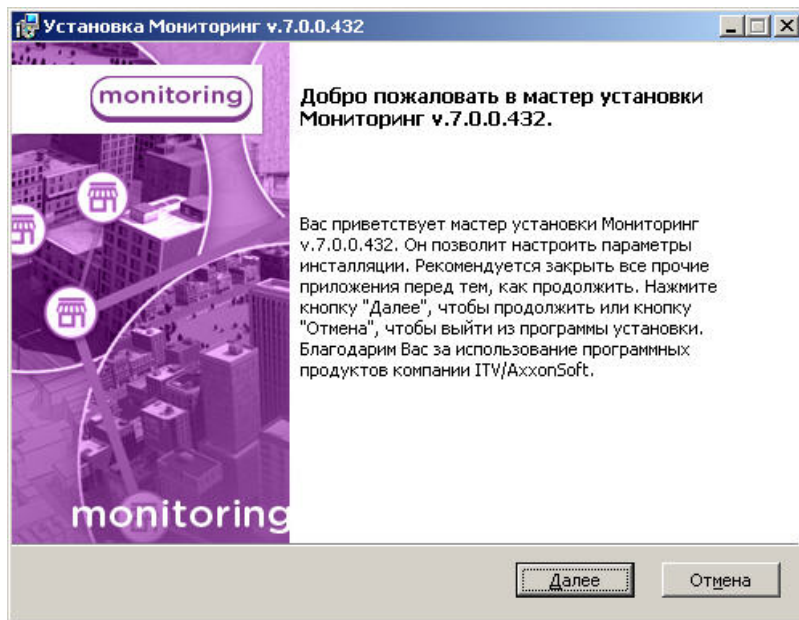 Установка Мониторинг v.7.0.0.432
monitoring
Добро пожаловать в мастер установки
Мониторинг v.7.0.0.432.
Вас приветствует мастер установки Мониторинг
v.7.0.0.432. Он позволит настроить параметры
инсталляции. Рекомендуется закрыть все прочие
приложения перед тем, как продолжить. Нажмите
кнопку "Далее", чтобы продолжить или кнопку
"Отмена", чтобы выйти из программы установки.
Благодарим Вас за использование программных
продуктов компании ITV/AxxonSoft.
monitoring
Далее
Отмена